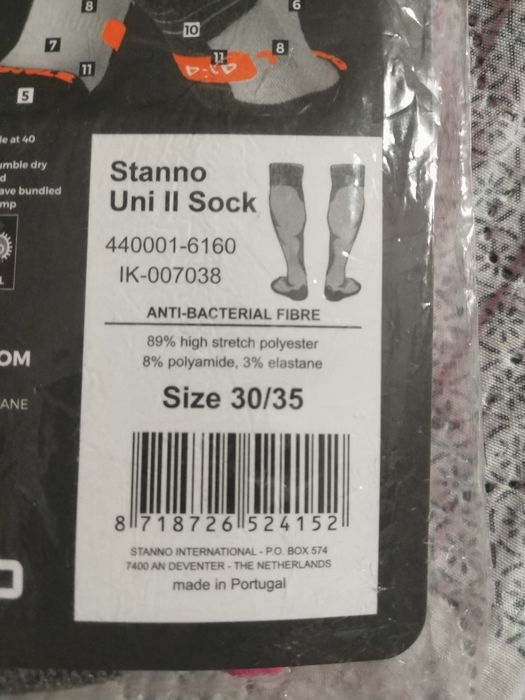 8
6
10
7
11
8
11
5
le at 40
umble dry
d
ave bundled
mp
L
OM
ANE
Stanno
Uni II Sock
440001-6160
IK-007038
ANTI-BACTERIAL FIBRE
89% high stretch polyester
8% polyamide, 3% elastane
Size 30/35
8 718726 524152
STANNO INTERNATIONAL - P.O. BOX 574
7400 AN DEVENTER - THE NETHERLANDS
made in Portugal